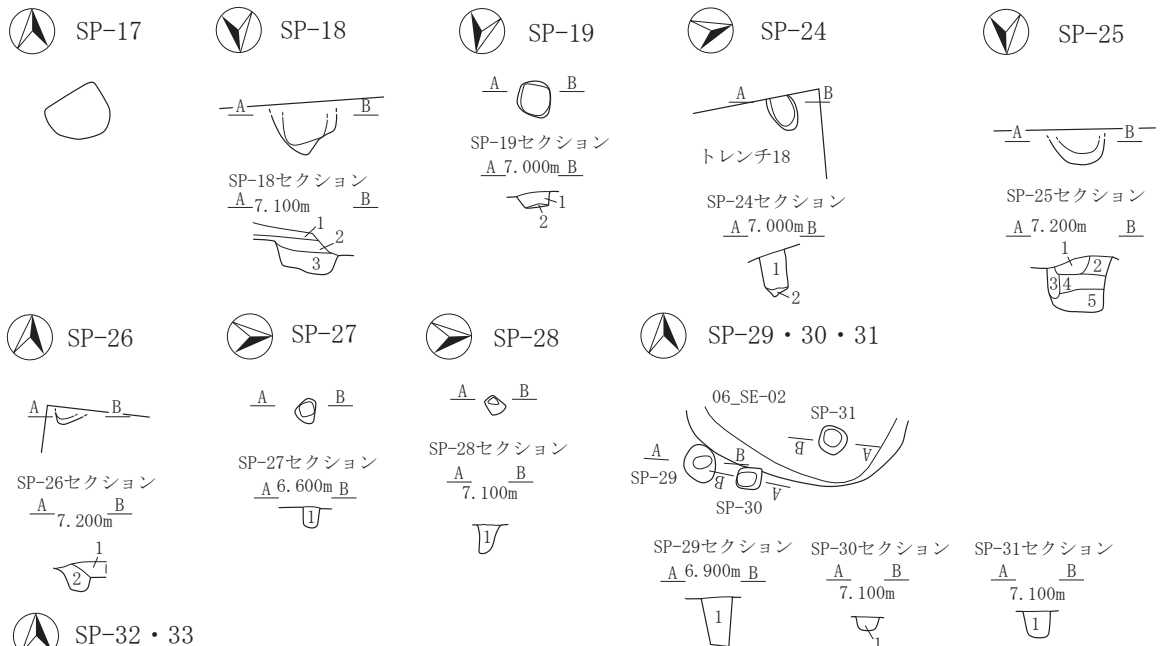 SP-17
SP-18
A B
SP-18セクション
A 7.100m B
1
2
3
SP-19
A B
SP-19セクション
A 7.000m B
1
2
SP-24
A B
トレンチ18
SP-24セクション
A 7.000m B
1
2
SP-25
A B
SP-25セクション
A 7.200m B
1
2
3 4
5
SP-26
A B
SP-26セクション
A 7.200m B
1
2
SP-27
A B
SP-27セクション
A 6.600m B
1
SP-28
A B
SP-28セクション
A B
7.100m
1
SP-29・30・31
06_SE-02
SP-31
B A
A B
SP-29
B A
SP-30
SP-29セクション
A 6.900m B
1
SP-30セクション
A B
7.100m
1
SP-31セクション
A B
7.100m
1
SP-32・33